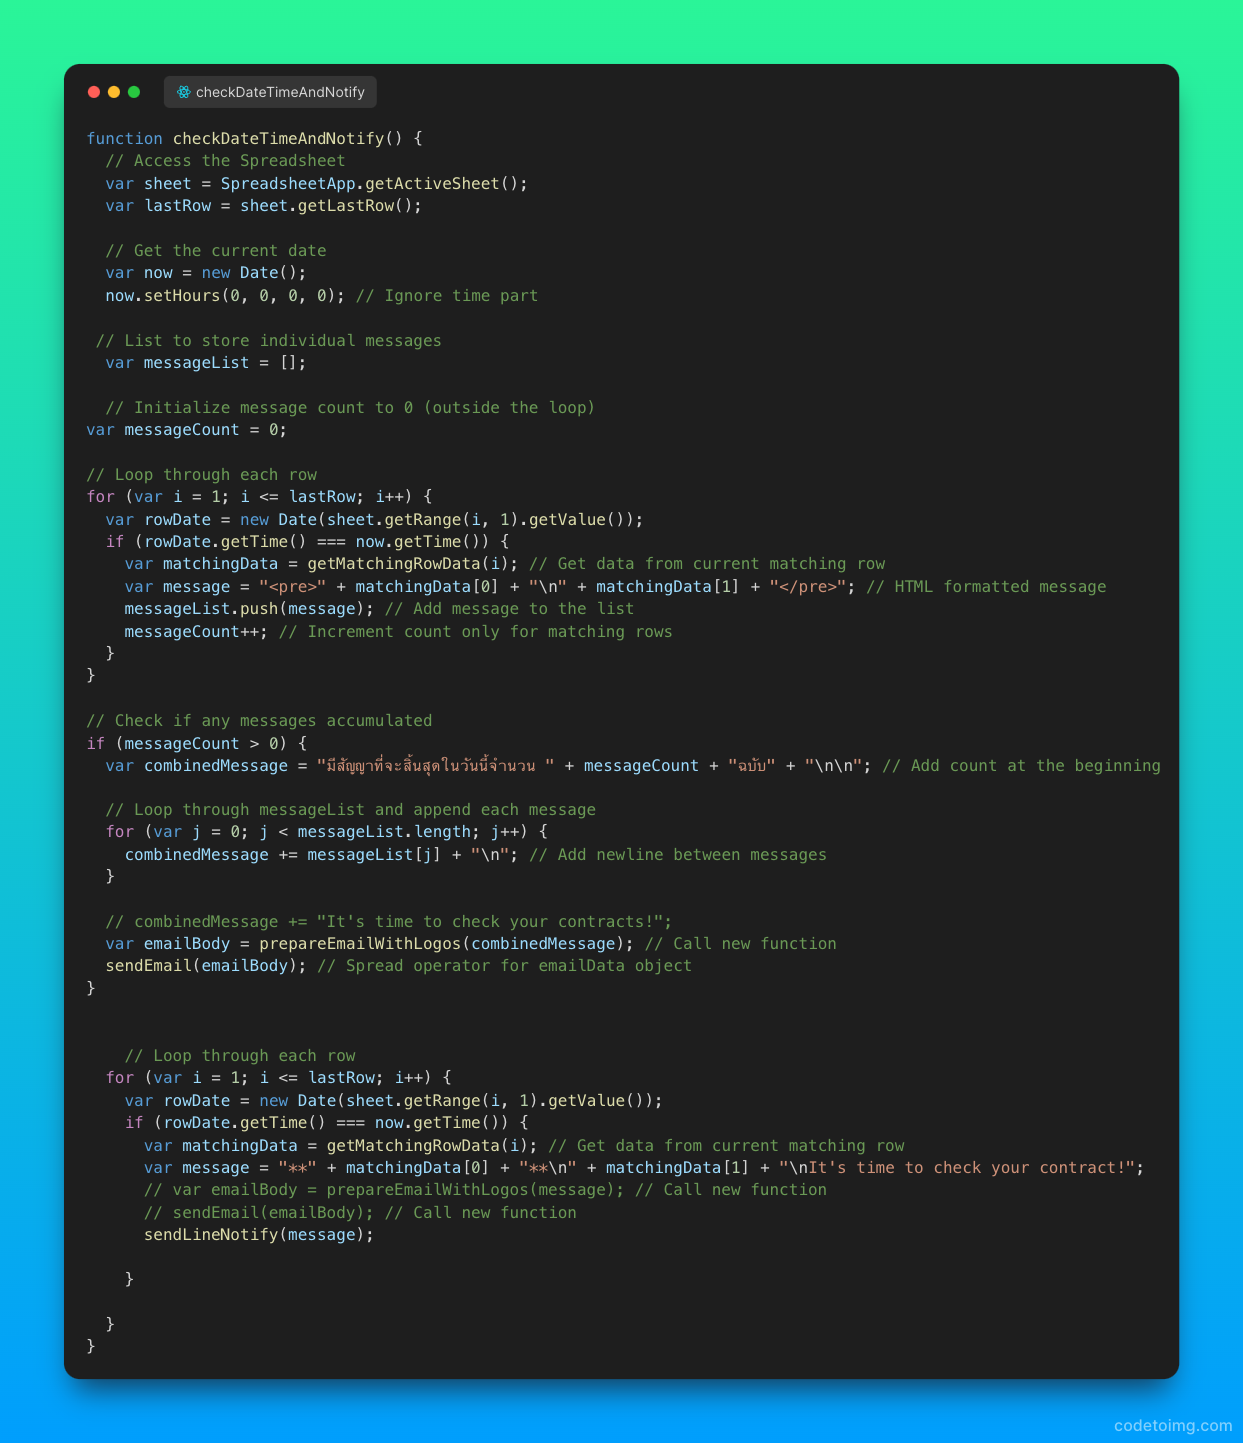 checkDateTimeAndNotify
function checkDateTimeAndNotify() {
  // Access the Spreadsheet
  var sheet = SpreadsheetApp.getActiveSheet();
  var lastRow = sheet.getLastRow();

  // Get the current date
  var now = new Date();
  now.setHours(0, 0, 0, 0); // Ignore time part

 // List to store individual messages
  var messageList = [];

  // Initialize message count to 0 (outside the loop)
var messageCount = 0;

// Loop through each row
for (var i = 1; i <= lastRow; i++) {
  var rowDate = new Date(sheet.getRange(i, 1).getValue());
  if (rowDate.getTime() === now.getTime()) {
    var matchingData = getMatchingRowData(i); // Get data from current matching row
    var message = "<pre>" + matchingData[0] + "\n" + matchingData[1] + "</pre>"; // HTML formatted message
    messageList.push(message); // Add message to the list
    messageCount++; // Increment count only for matching rows
  }
}

// Check if any messages accumulated
if (messageCount > 0) {
  var combinedMessage = "มีสัญญาที่จะสิ้นสุดในวันนี้จำนวน " + messageCount + "ฉบับ" + "\n\n"; // Add count at the beginning

  // Loop through messageList and append each message
  for (var j = 0; j < messageList.length; j++) {
    combinedMessage += messageList[j] + "\n"; // Add newline between messages
  }

  // combinedMessage += "It's time to check your contracts!";
  var emailBody = prepareEmailWithLogos(combinedMessage); // Call new function
  sendEmail(emailBody); // Spread operator for emailData object
}


    // Loop through each row
  for (var i = 1; i <= lastRow; i++) {
    var rowDate = new Date(sheet.getRange(i, 1).getValue());
    if (rowDate.getTime() === now.getTime()) {
      var matchingData = getMatchingRowData(i); // Get data from current matching row
      var message = "**" + matchingData[0] + "**\n" + matchingData[1] + "\nIt's time to check your contract!";
      // var emailBody = prepareEmailWithLogos(message); // Call new function
      // sendEmail(emailBody); // Call new function
      sendLineNotify(message);

    }

  }
}
codetoimg.com